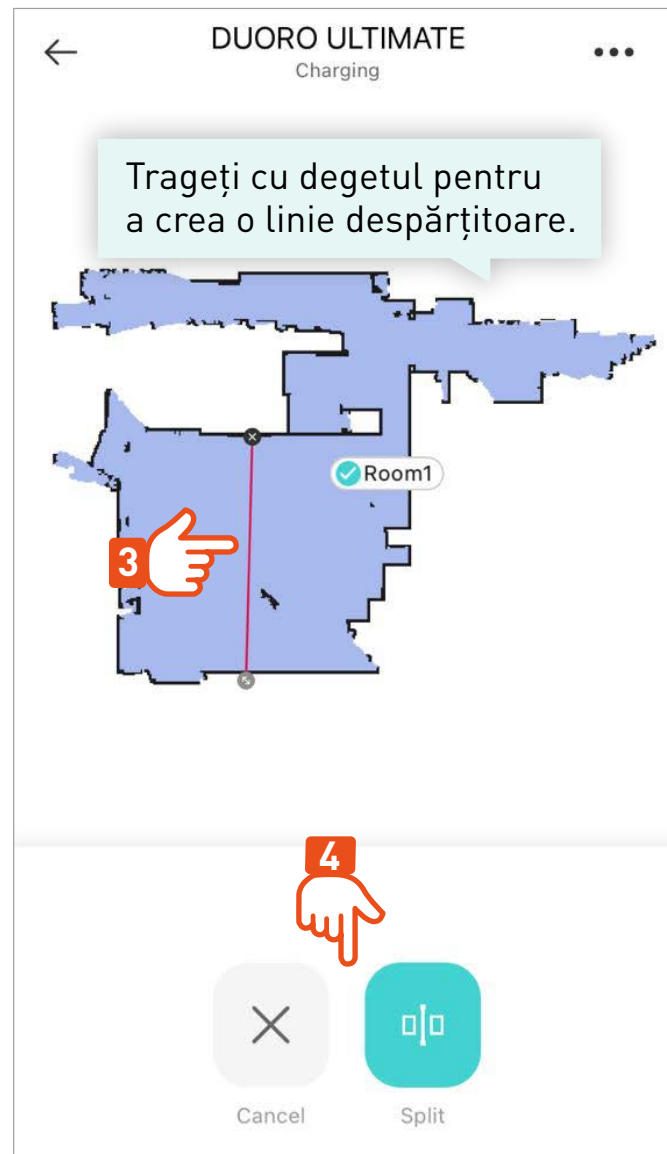 DUORO ULTIMATE
Charging
Trageți cu degetul pentru
a crea o linie despărțitoare.
Room1
3
4
Cancel
Split